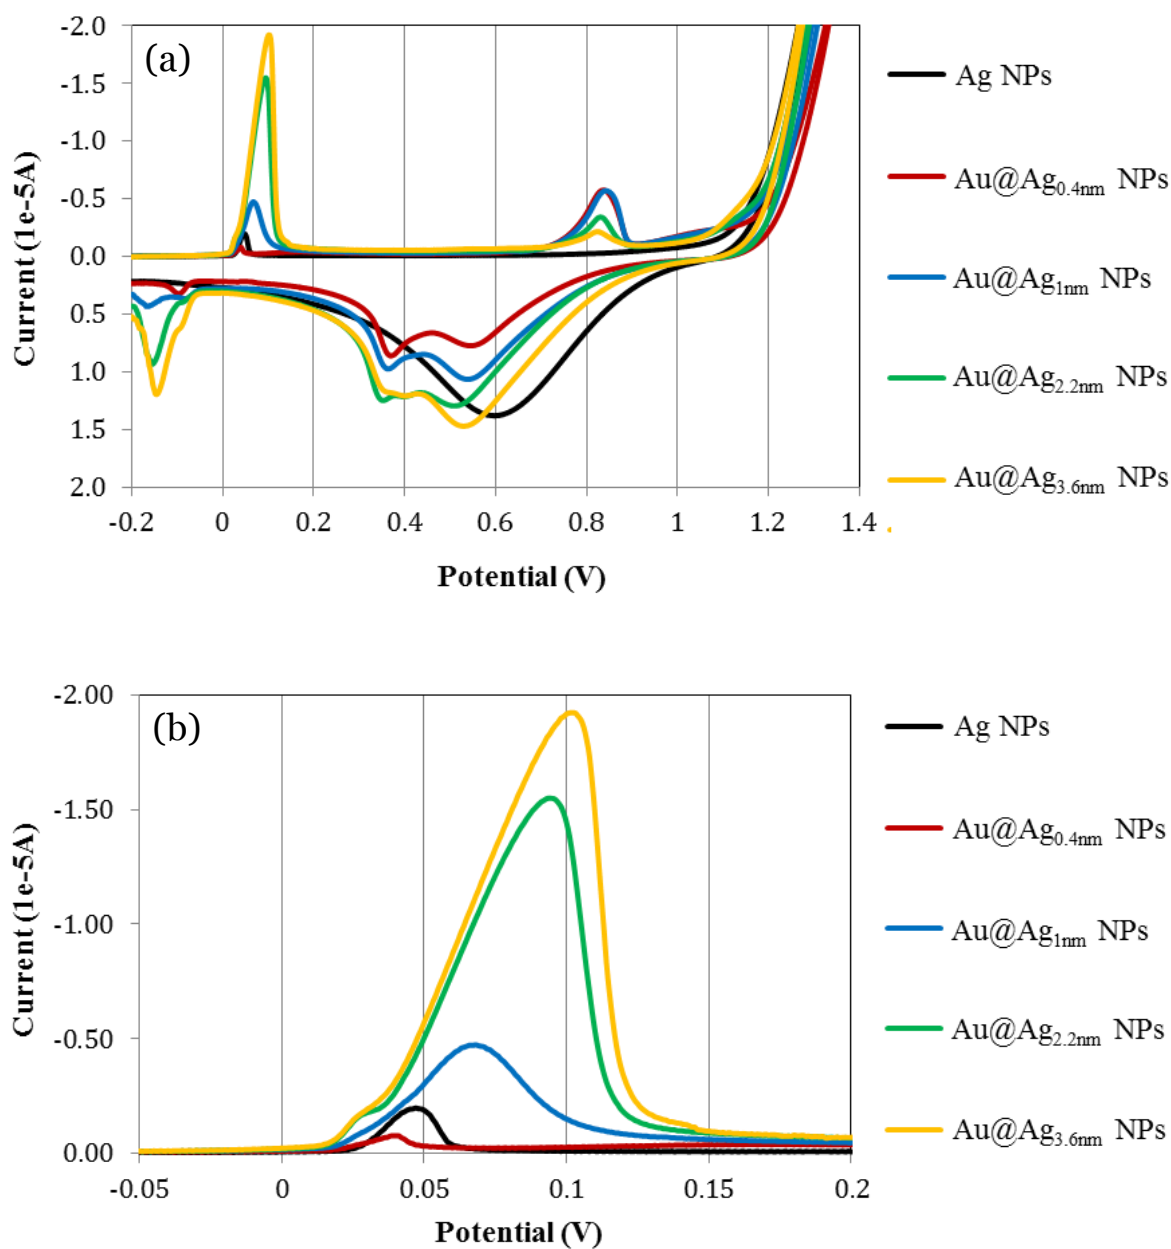 (a)
-2.0
-1.5
-1.0
-0.5
0.0
0.5
1.0
1.5
2.0
Current (1e-5A)
-0.2 0 0.2 0.4 0.6 0.8 1 1.2 1.4
Potential (V)
Ag NPs
Au@Ag0.4nm NPs
Au@Ag1nm NPs
Au@Ag2.2nm NPs
Au@Ag3.6nm NPs
(b)
-2.00
-1.50
-1.00
-0.50
0.00
Current (1e-5A)
-0.05 0 0.05 0.1 0.15 0.2
Potential (V)
Ag NPs
Au@Ag0.4nm NPs
Au@Ag1nm NPs
Au@Ag2.2nm NPs
Au@Ag3.6nm NPs